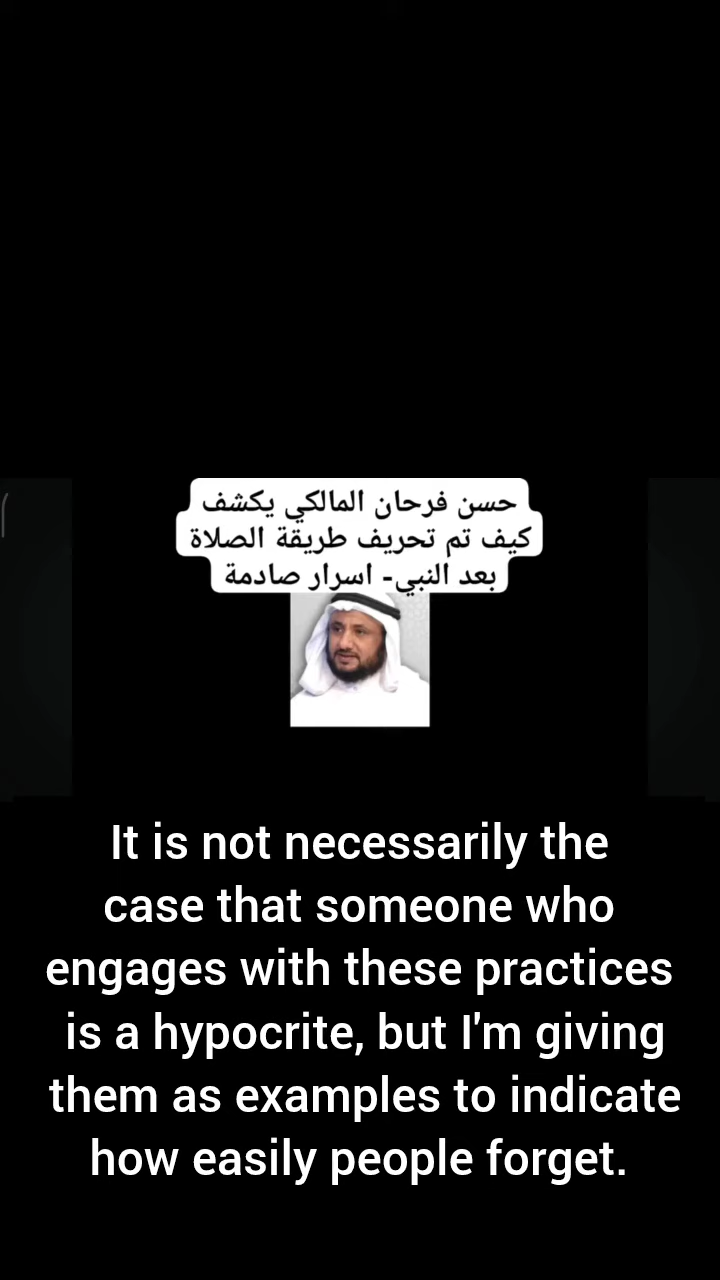 حسن فرحان المالكي يكشف
كيف تم تحريف طريقة الصلاة
بعد النبي- اسرار صادمة
It is not necessarily the
case that someone who
engages with these practices
is a hypocrite, but I'm giving
them as examples to indicate
how easily people forget.